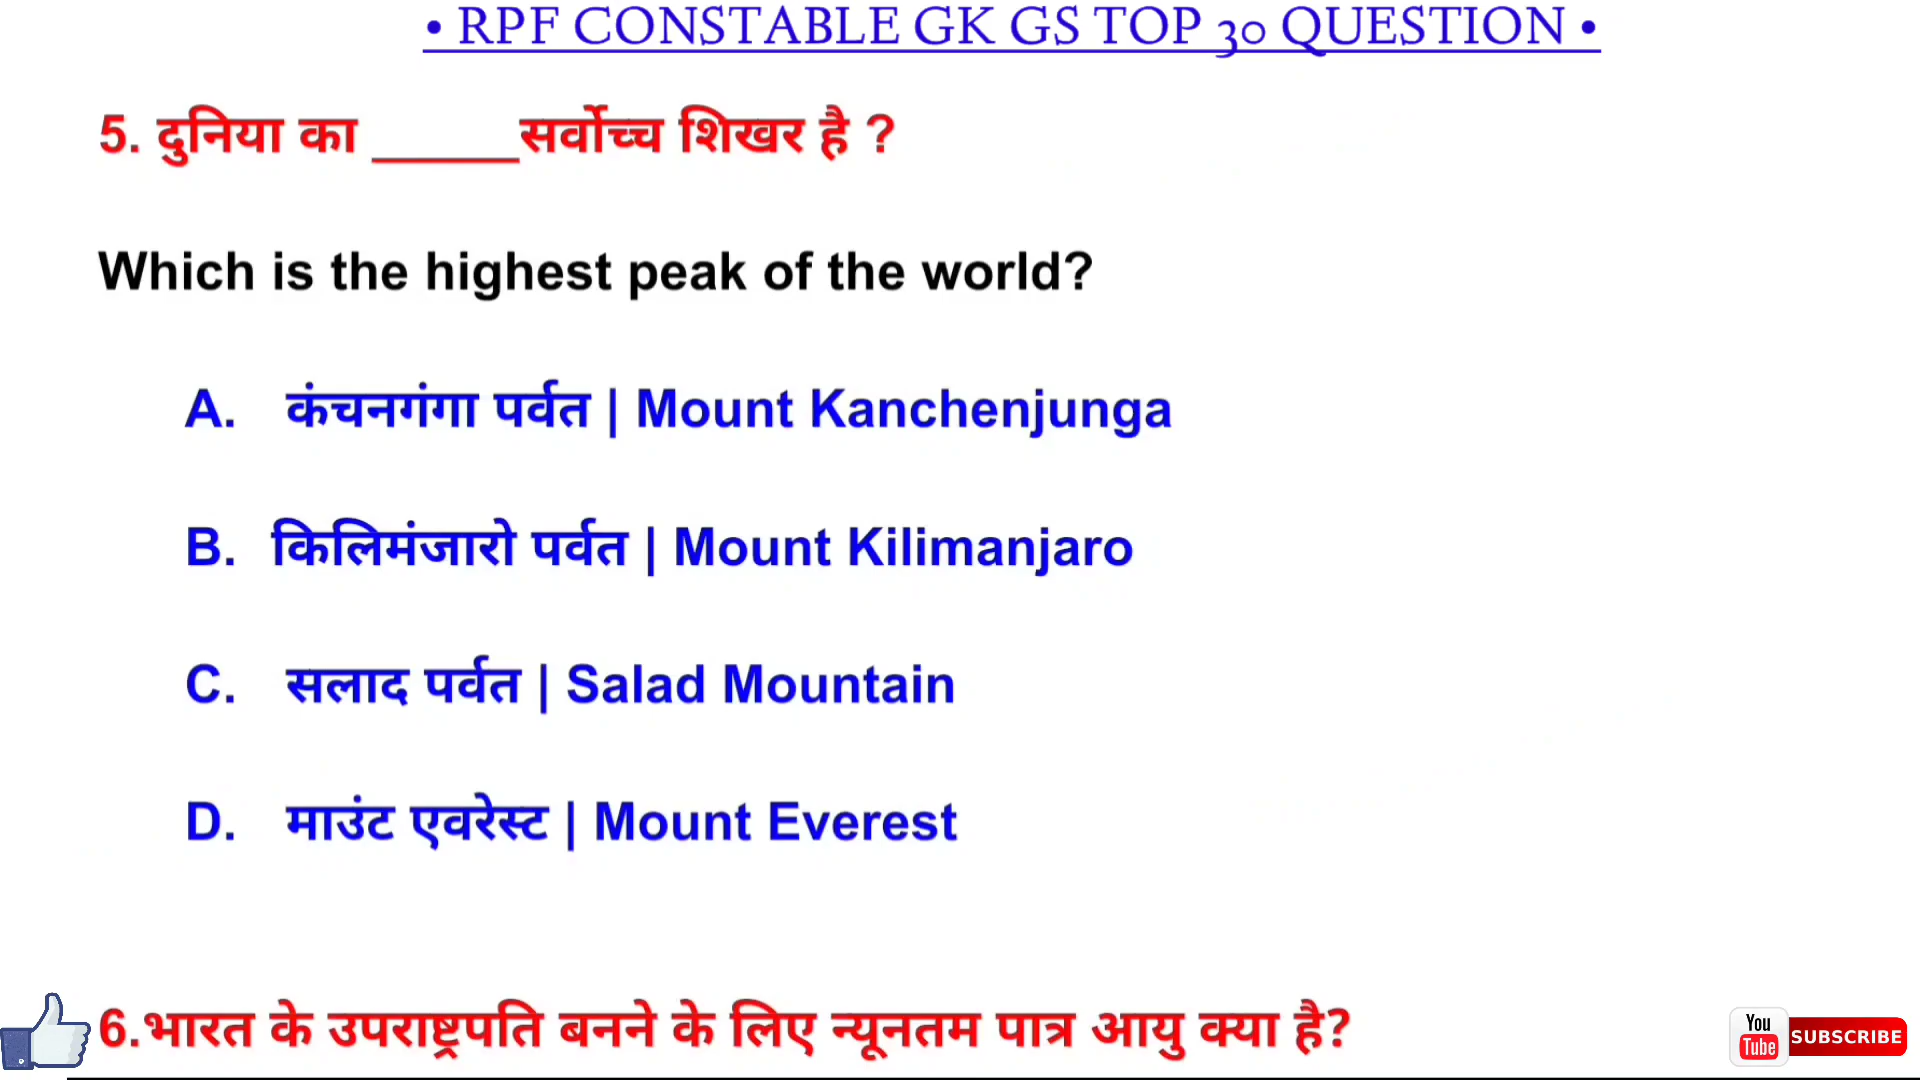 • RPF CONSTABLE GK GS TOP 30 QUESTION •
5. दुनिया का ______सर्वोच्च शिखर है ?
Which is the highest peak of the world?
A. कंचनगंगा पर्वत | Mount Kanchenjunga
B. किलिमंजारो पर्वत | Mount Kilimanjaro
C. सलाद पर्वत | Salad Mountain
D. माउंट एवरेस्ट | Mount Everest
6.भारत के उपराष्ट्रपति बनने के लिए न्यूनतम पात्र आयु क्या है?
You Tube SUBSCRIBE